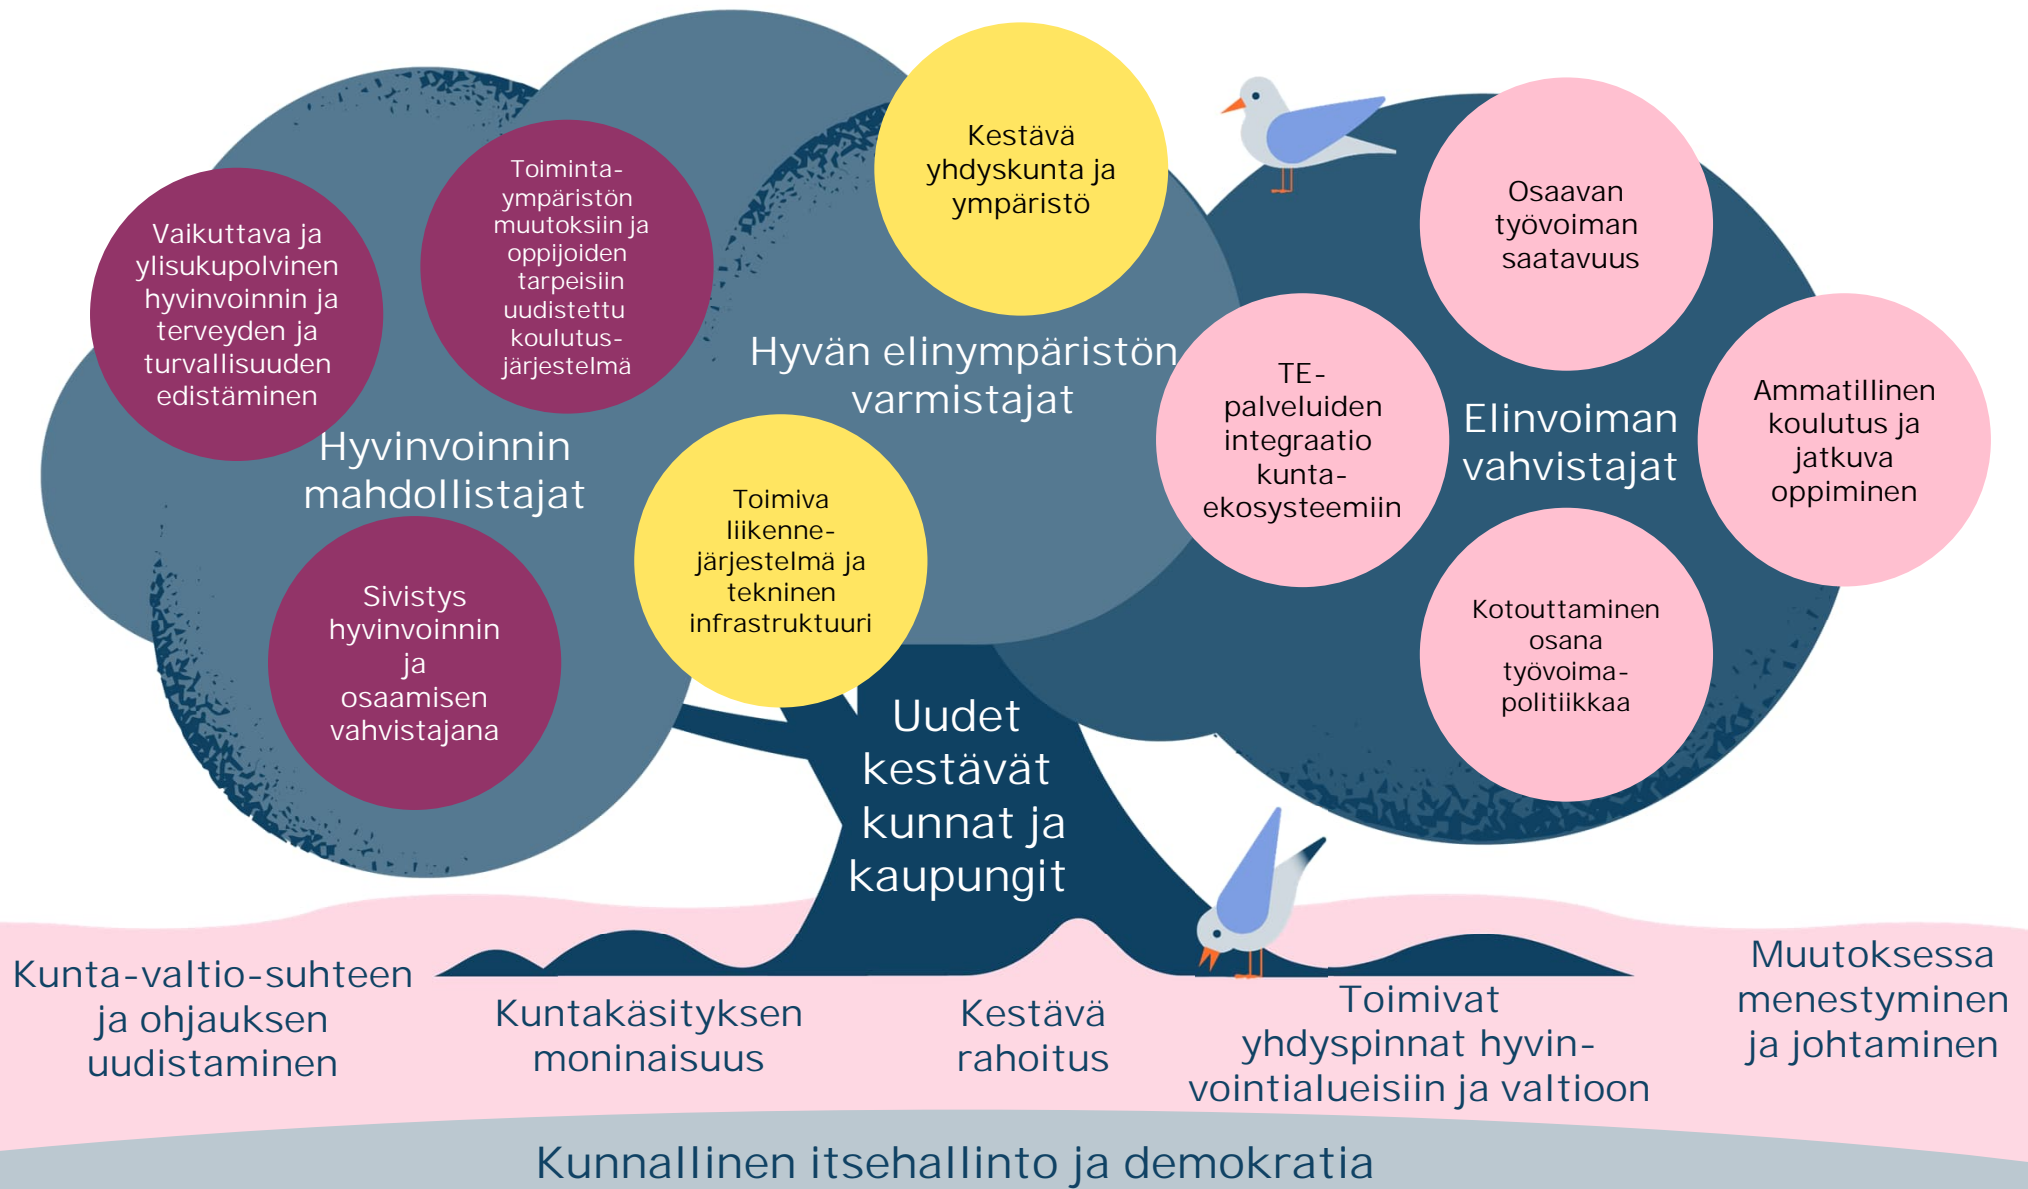 Vaikuttava ja
ylisukupolvinen
hyvinvoinnin ja
terveyden ja
turvallisuuden
edistäminen
Toiminta-
ympäristön
muutoksiin ja
oppijoiden
tarpeisiin
uudistettu
koulutus-
järjestelmä
Hyvinvoinnin
mahdollistajat
Sivistys
hyvinvoinnin
ja
osaamisen
vahvistajana
Kestävä
yhdyskunta ja
ympäristö
Hyvän elinympäristön
varmistajat
Toimiva
liikenne-
järjestelmä ja
tekninen
infrastruktuuri
Osaavan
työvoiman
saatavuus
TE-
palveluiden
integraatio
kunta-
ekosysteemiin
Elinvoiman
vahvistajat
Ammatillinen
koulutus ja
jatkuva
oppiminen
Kotouttaminen
osana
työvoima-
politiikkaa
Uudet
kestävät
kunnat ja
kaupungit
Kunta-valtio-suhteen
ja ohjauksen
uudistaminen
Kuntakäsityksen
moninaisuus
Kestävä
rahoitus
Toimivat
yhdyspinnat hyvin-
vointialueisiin ja valtioon
Muutoksessa
menestyminen
ja johtaminen
Kunnallinen itsehallinto ja demokratia